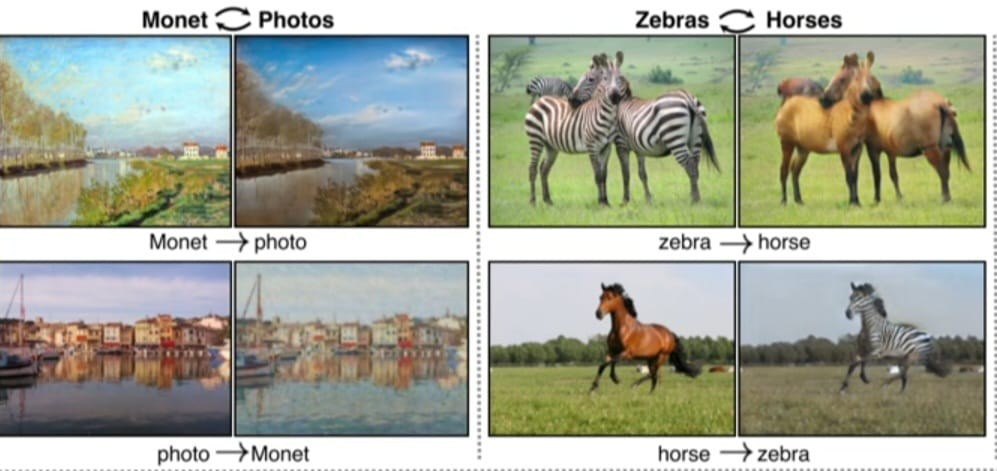 Monet ⇄ Photos
Monet → photo
photo → Monet
Zebras ⇄ Horses
zebra → horse
horse → zebra